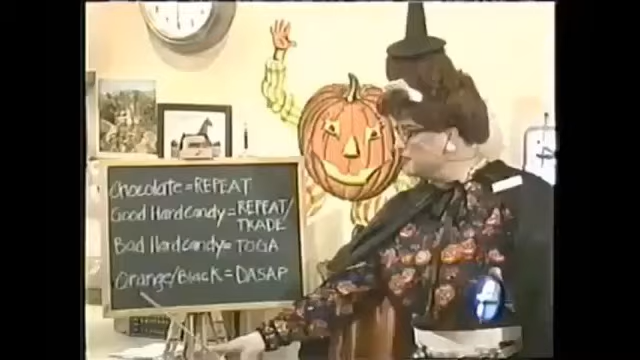 Chocolate=REPEAT
Good Hard Candy=REPEAT/
TRADE
Bad Hard Candy=TOGA
Orange/Black=DASAP